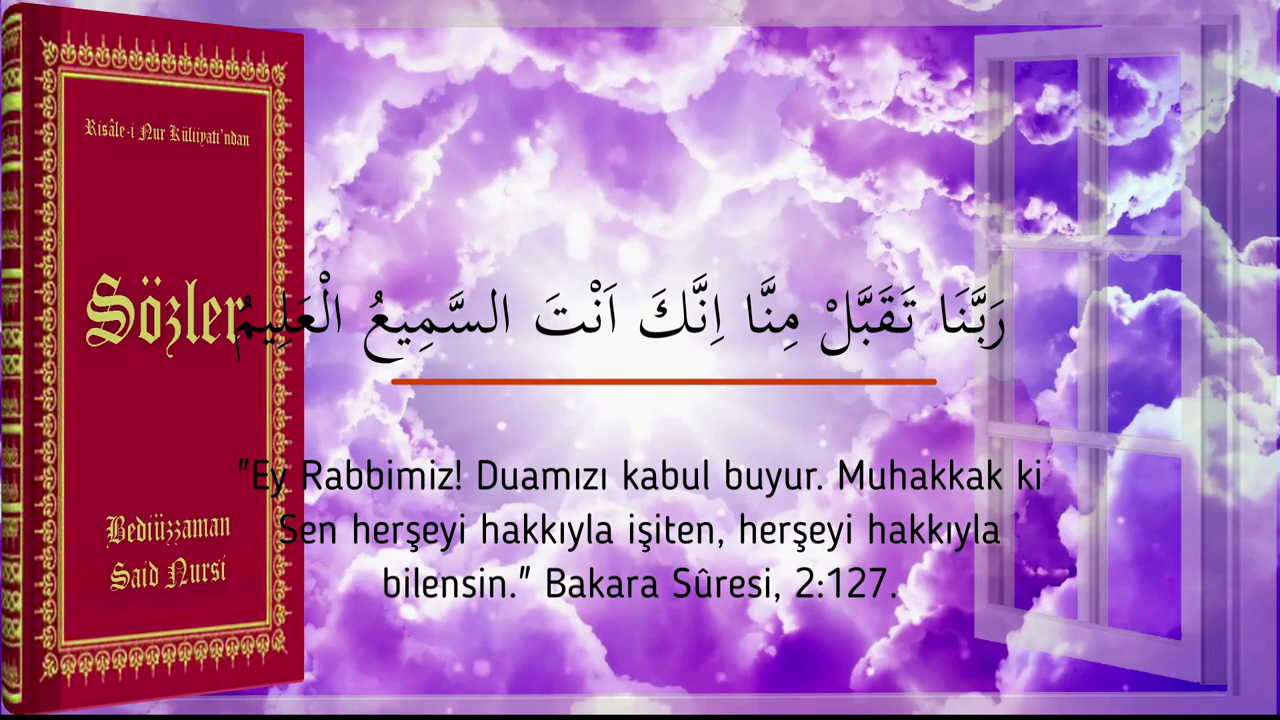 Risâle-i Nur Külliyatı'ndan
Sözler
Bediüzzaman
Said Nursi
رَبَّنَا تَقَبَّلْ مِنَّا اِنَّكَ اَنْتَ السَّمِيعُ الْعَلِيمُ
"Ey Rabbimiz! Duamızı kabul buyur. Muhakkak ki
Sen herşeyi hakkıyla işiten, herşeyi hakkıyla
bilensin." Bakara Sûresi, 2:127.